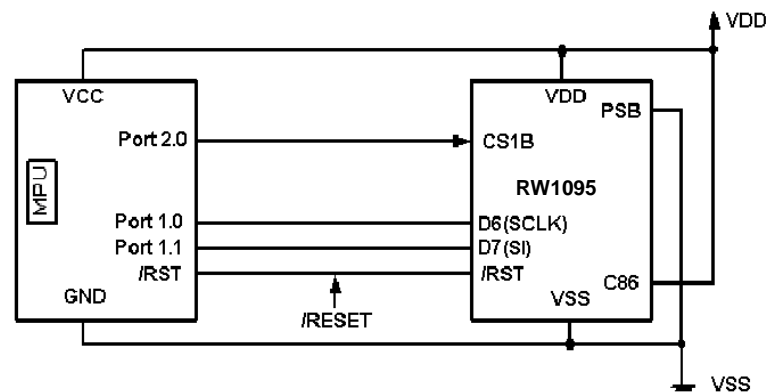 VDD
VCC
VDD
PSB
Port 2.0
CS1B
MPU
RW1095
Port 1.0
D6(SCLK)
Port 1.1
D7(SI)
/RST
/RST
C86
GND
VSS
/RESET
VSS